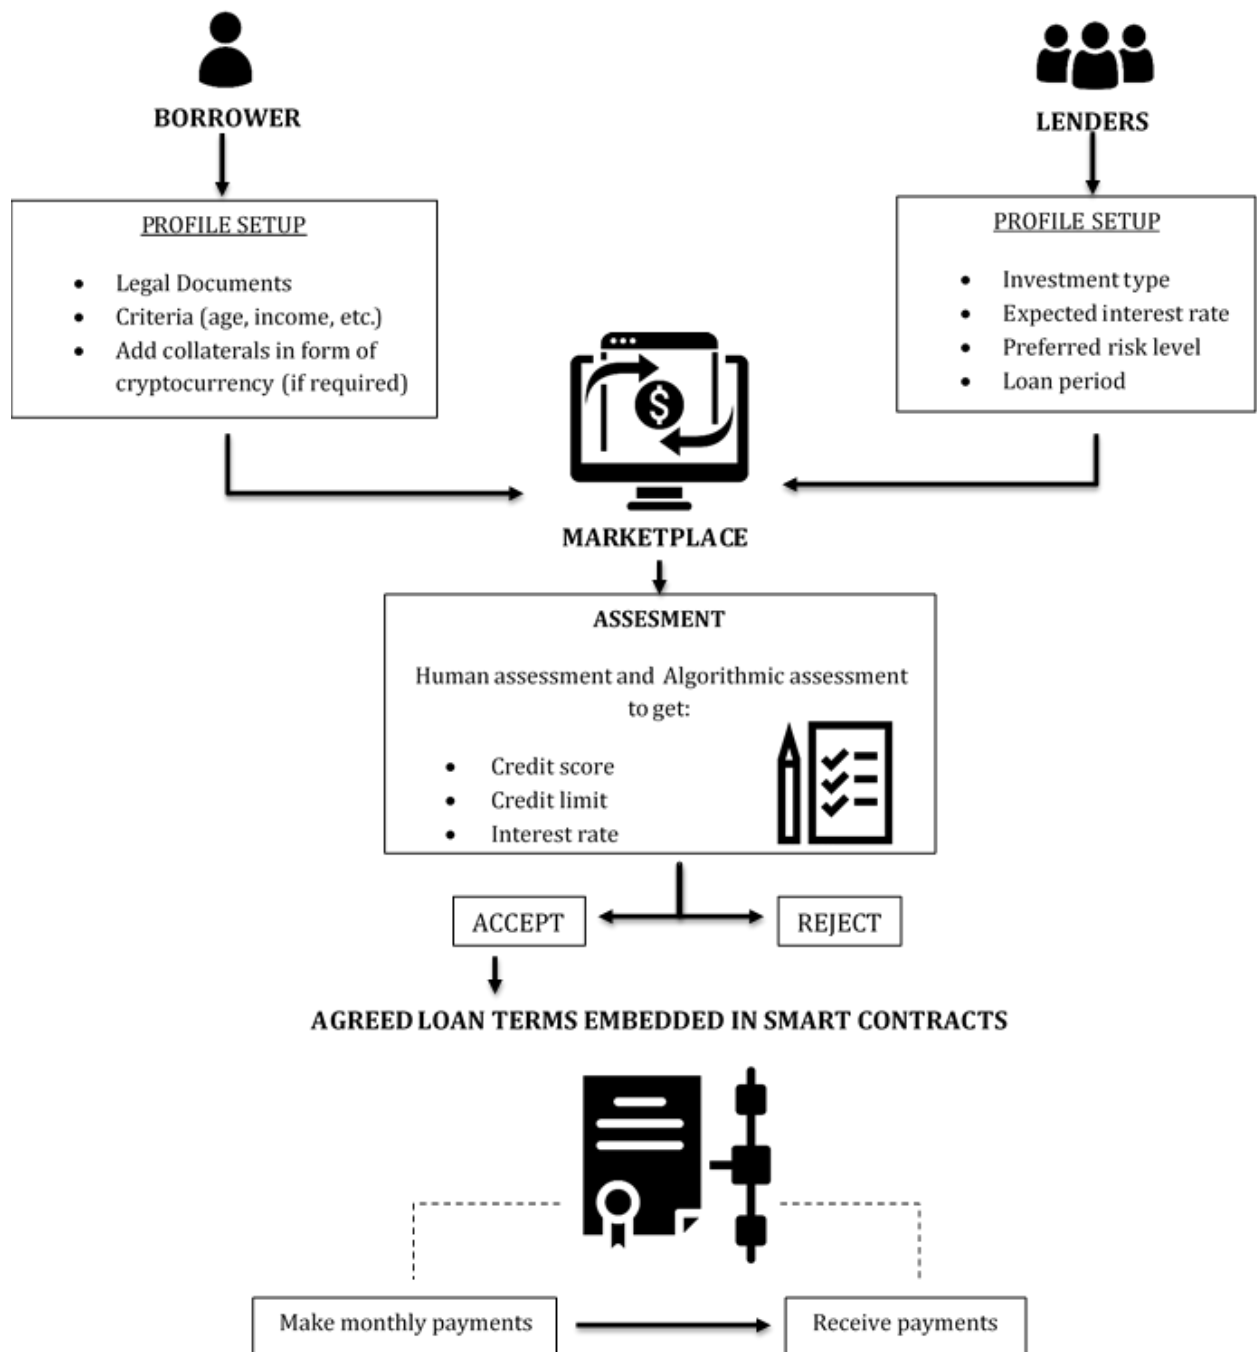 BORROWER
LENDERS
PROFILE SETUP
• Legal Documents
• Criteria (age, income, etc.)
• Add collaterals in form of
cryptocurrency (if required)
PROFILE SETUP
• Investment type
• Expected interest rate
• Preferred risk level
• Loan period
$
MARKETPLACE
ASSESMENT
Human assessment and Algorithmic assessment
to get:
• Credit score
• Credit limit
• Interest rate
ACCEPT
REJECT
AGREED LOAN TERMS EMBEDDED IN SMART CONTRACTS
Make monthly payments
Receive payments